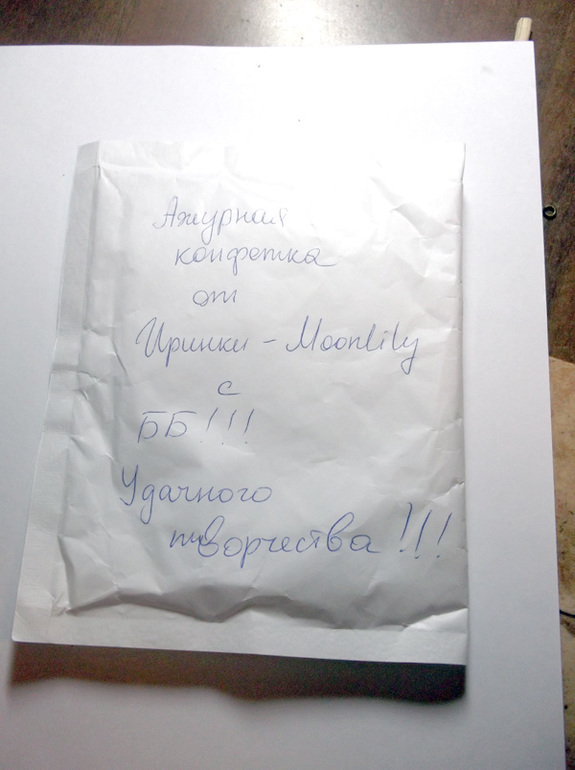 Ажурная
конфетка
от
Иринки - Moonlily
с
ББ!!!
Удачного
творчества!!!